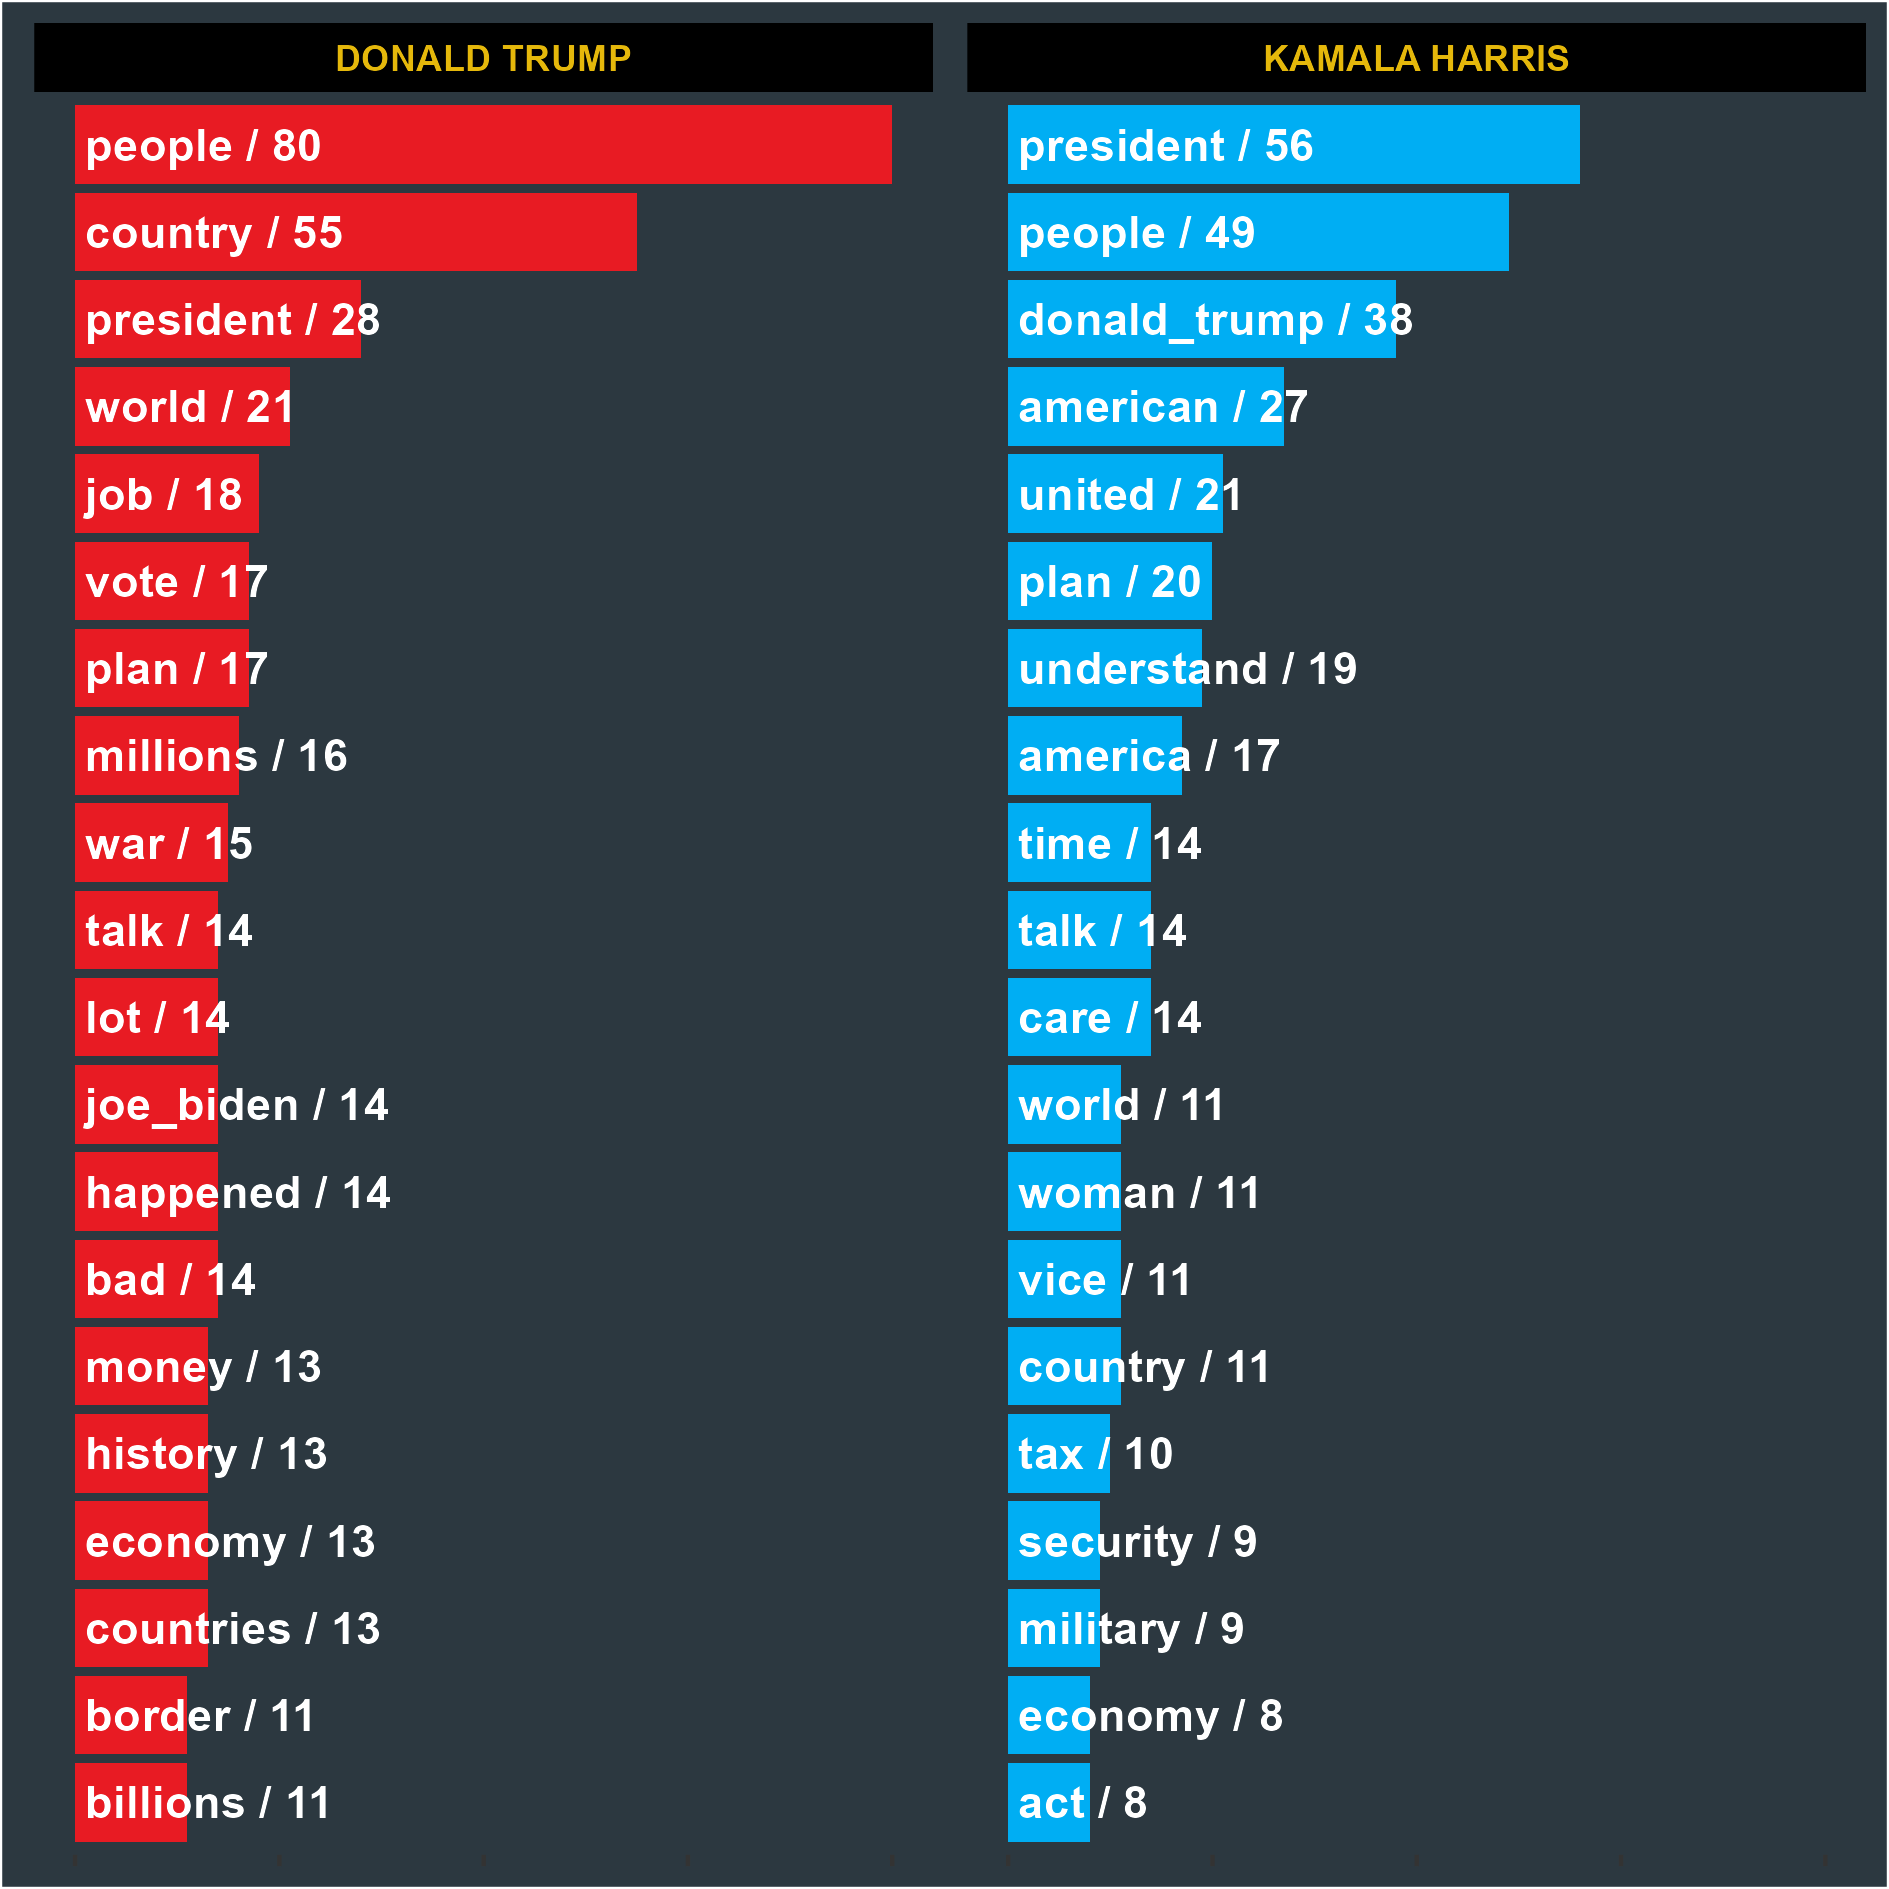 DONALD TRUMP
people / 80
country / 55
president / 28
world / 21
job / 18
vote / 17
plan / 17
millions / 16
war / 15
talk / 14
lot / 14
joe_biden / 14
happened / 14
bad / 14
money / 13
history / 13
economy / 13
countries / 13
border / 11
billions / 11
KAMALA HARRIS
president / 56
people / 49
donald_trump / 38
american / 27
united / 21
plan / 20
understand / 19
america / 17
time / 14
talk / 14
care / 14
world / 11
woman / 11
vice / 11
country / 11
tax / 10
security / 9
military / 9
economy / 8
act / 8